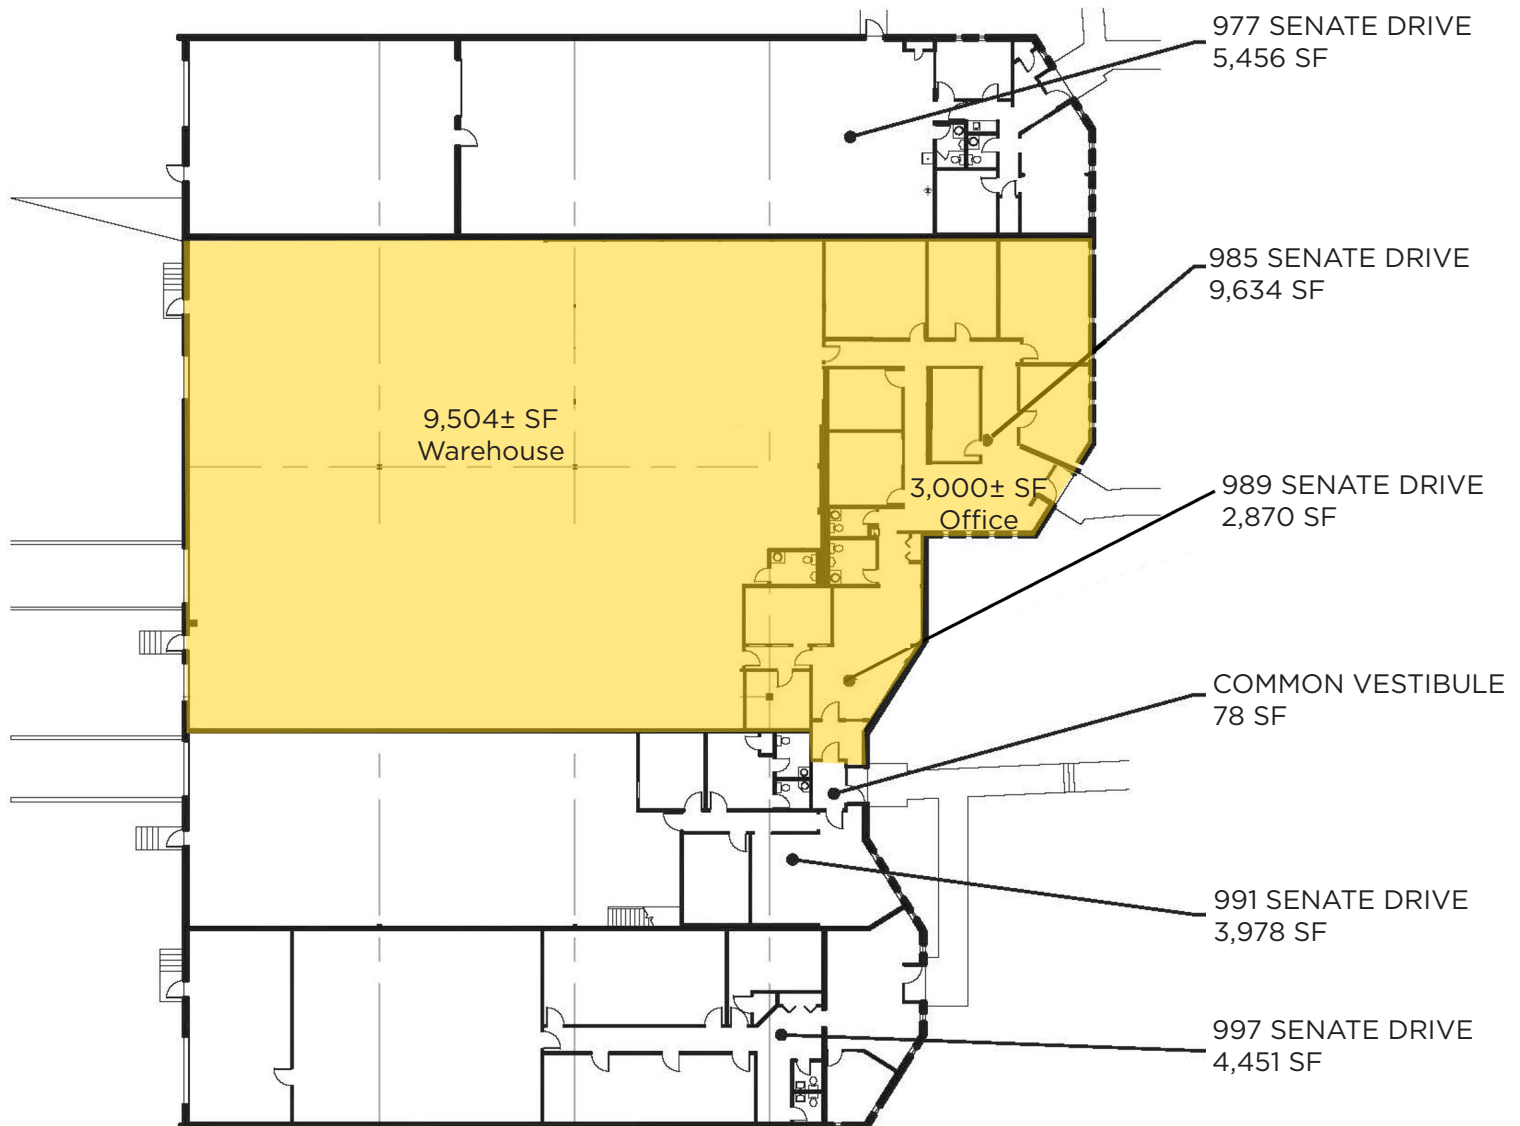 977 SENATE DRIVE
5,456 SF
985 SENATE DRIVE
9,634 SF
9,504± SF
Warehouse
3,000± SF
Office
989 SENATE DRIVE
2,870 SF
COMMON VESTIBULE
78 SF
991 SENATE DRIVE
3,978 SF
997 SENATE DRIVE
4,451 SF